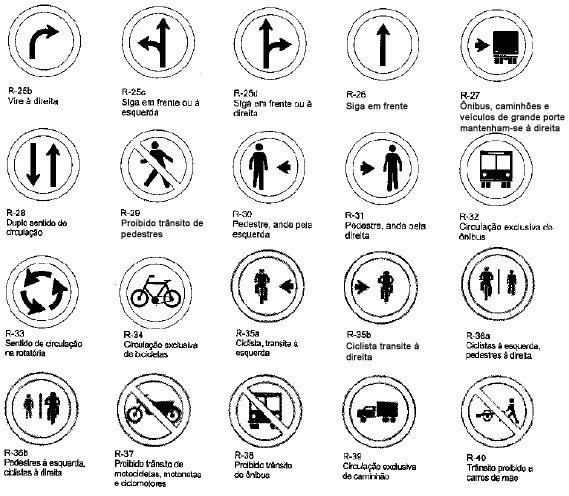 R-25b
Vire à direita
R-25c
Siga em frente ou à
esquerda
R-25d
Siga em frente ou à
direita
R-26
Siga em frente
R-27
Ônibus, caminhões e
veículos de grande porte
mantenham-se à direita
R-28
Duplo sentido de
circulação
R-29
Proibido trânsito de
pedestres
R-30
Pedestre, ande pela
esquerda
R-31
Pedestre, ande pela
direita
R-32
Circulação exclusiva de
ônibus
R-33
Sentido de circulação
na rotatória
R-34
Circulação exclusiva
de bicicletas
R-35a
Ciclista, transite à
esquerda
R-35b
Ciclista transite à
direita
R-36a
Ciclistas à esquerda,
pedestres à direita
R-36b
Pedestres à esquerda,
ciclistas à direita
R-37
Proibido trânsito de
motocicletas, motonetas
e ciclomotores
R-38
Proibido trânsito
de ônibus
R-39
Circulação exclusiva
de caminhão
R-40
Trânsito proibido a
carros de mão